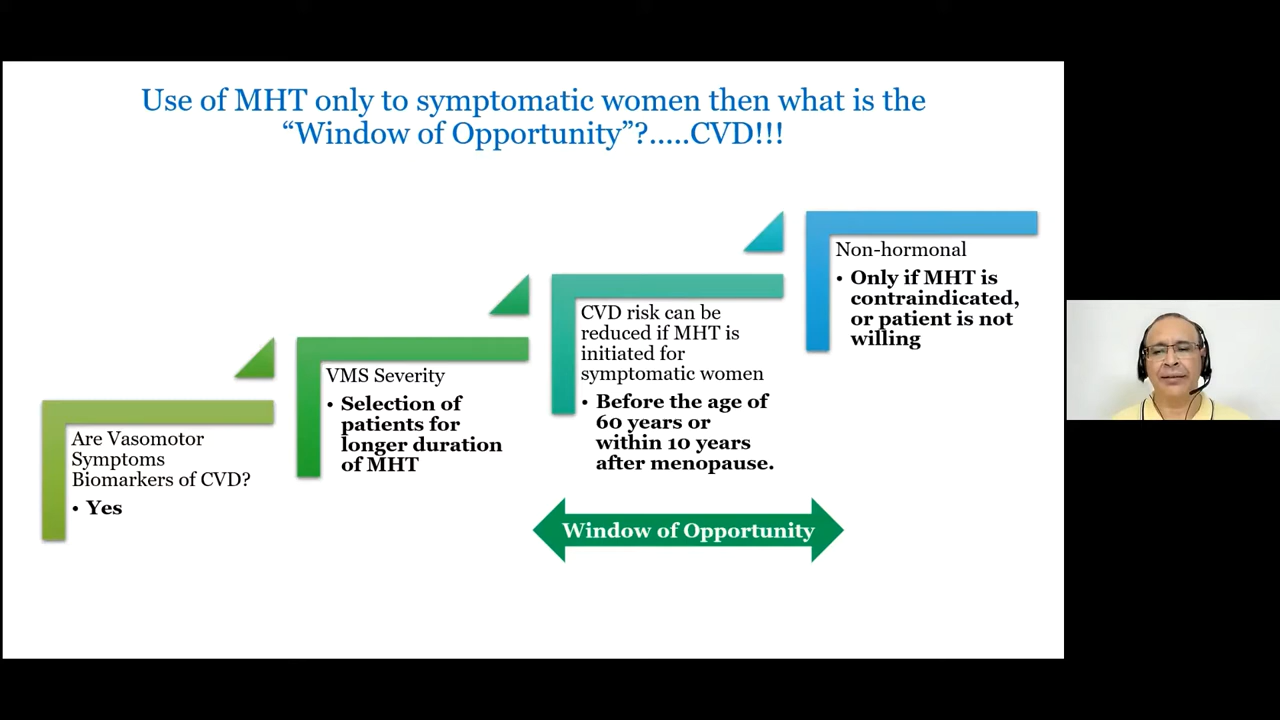 Use of MHT only to symptomatic women then what is the
“Window of Opportunity”?.....CVD!!!
Are Vasomotor
Symptoms
Biomarkers of CVD?
• Yes
VMS Severity
• Selection of
patients for
longer duration
of MHT
CVD risk can be
reduced if MHT is
initiated for
symptomatic women
• Before the age of
60 years or
within 10 years
after menopause.
Non-hormonal
• Only if MHT is
contraindicated,
or patient is not
willing
Window of Opportunity